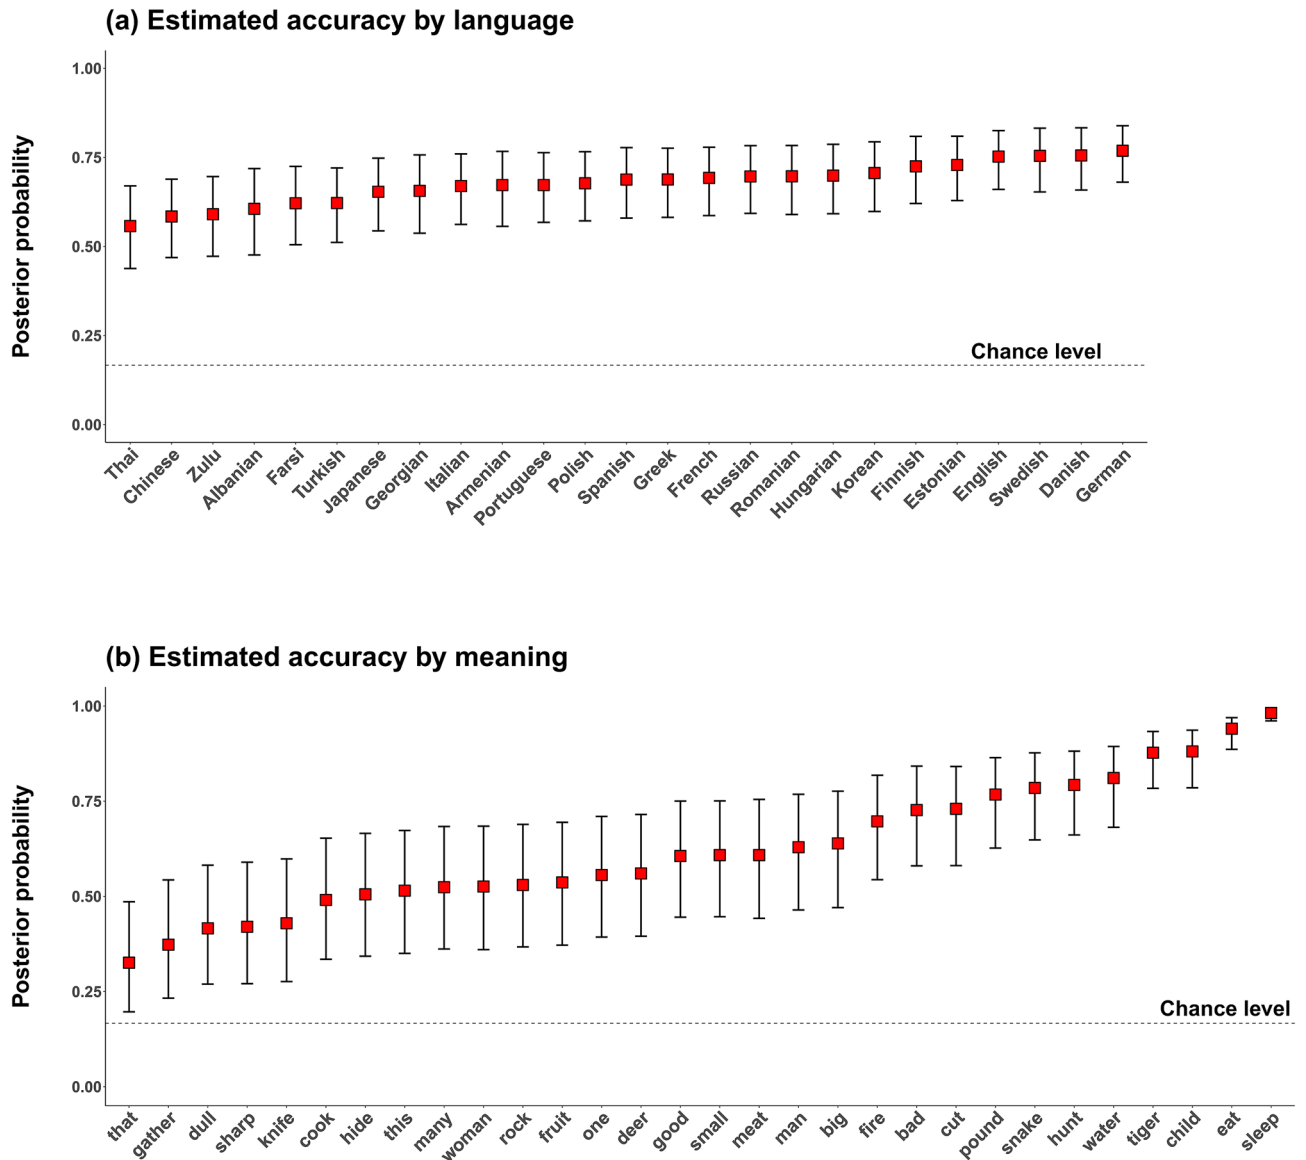 (a) Estimated accuracy by language
Posterior probability
1.00
0.75
0.50
0.25
0.00
Chance level
Thai
Chinese
Zulu
Albanian
Farsi
Turkish
Japanese
Georgian
Italian
Armenian
Portuguese
Polish
Spanish
Greek
French
Russian
Romanian
Hungarian
Korean
Finnish
Estonian
English
Swedish
Danish
German
(b) Estimated accuracy by meaning
Posterior probability
1.00
0.75
0.50
0.25
0.00
Chance level
that
gather
dull
sharp
knife
cook
hide
this
many
woman
rock
fruit
one
deer
good
small
meat
man
big
fire
bad
cut
pound
snake
hunt
water
tiger
child
eat
sleep